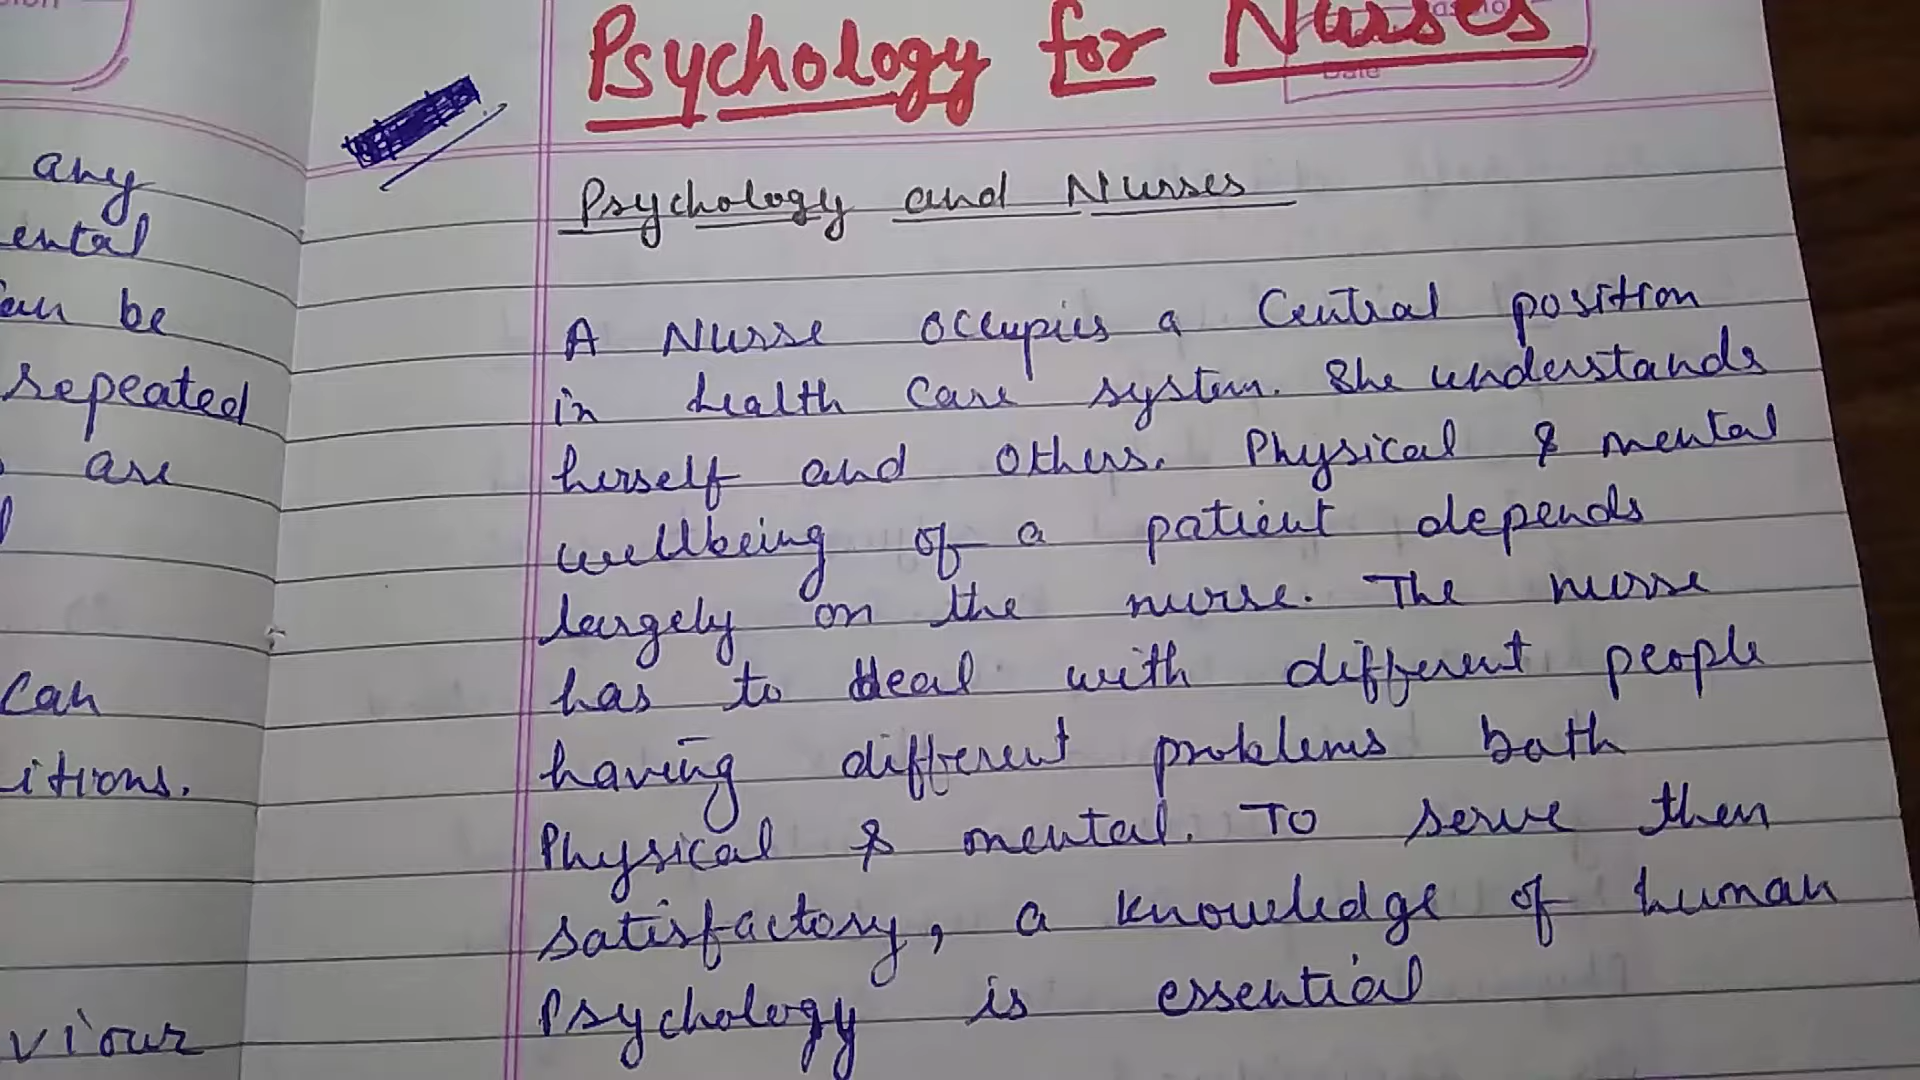 any
ental
can be
repeated
are
can
itions.
viour
Psychology for Nurses
Date
Psychology and Nurses
A Nurse occupies a Central position
in health care system. She understands
herself and others. Physical & mental
wellbeing of a patient depends
largely on the nurse. The nurse
has to deal with different people
having different problems both
Physical & mental. To serve then
satisfactory, a knowledge of human
Psychology is essential